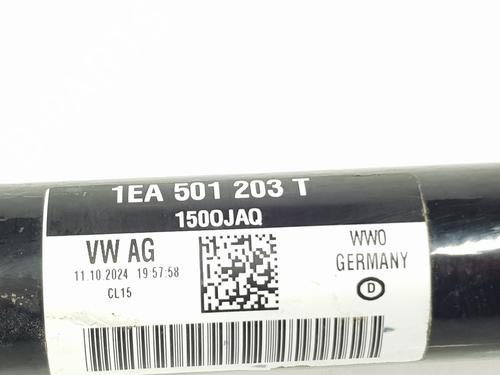 1EA 501 203 T
1500JAQ
VW AG
11.10.2024 19:57:58
CL15
WWO
GERMANY
D